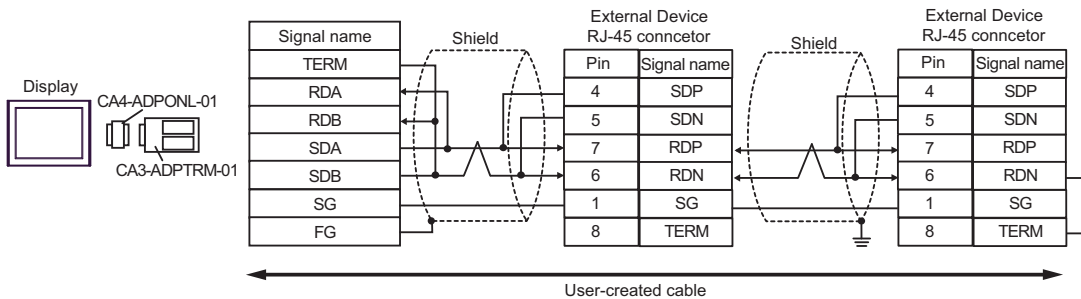 Display
CA4-ADPONL-01
CA3-ADPTRM-01
Signal name
TERM
RDA
RDB
SDA
SDB
SG
FG
Shield
External Device
RJ-45 conncetor
Pin Signal name
4 SDP
5 SDN
7 RDP
6 RDN
1 SG
8 TERM
Shield
External Device
RJ-45 conncetor
Pin Signal name
4 SDP
5 SDN
7 RDP
6 RDN
1 SG
8 TERM
User-created cable